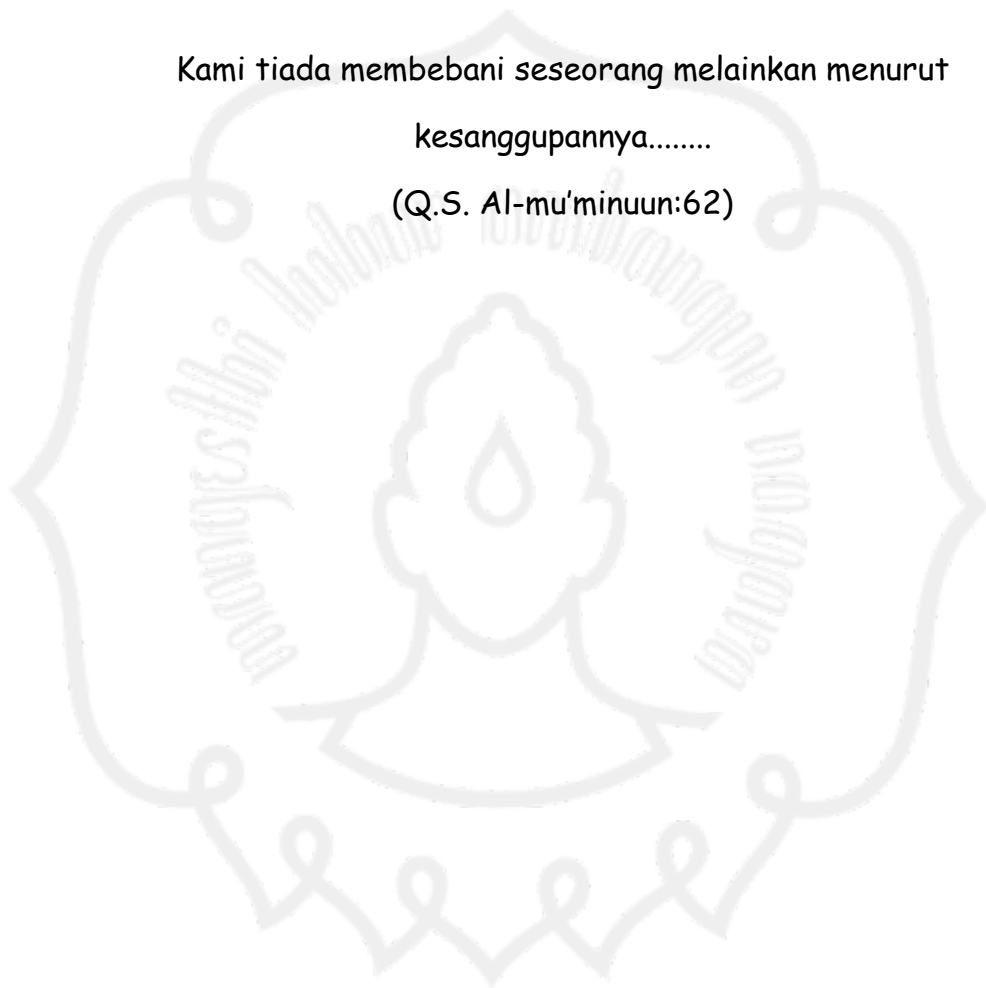 Kami tiada membebani seseorang melainkan menurut
kesanggupannya........
(Q.S. Al-mu'minuun:62)